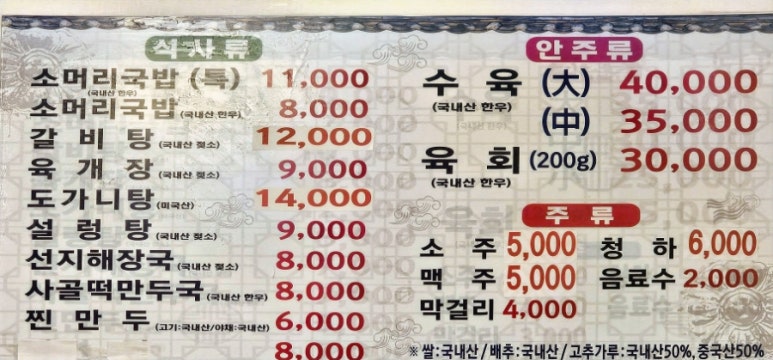 식사류
소머리국밥 (특) 11,000
(국내산 한우)
소머리국밥 (국내산 한우) 8,000
갈비탕 (국내산 젖소) 12,000
육개장 (국내산 젖소) 9,000
도가니탕 (미국산) 14,000
설렁탕 (국내산 젖소) 9,000
선지해장국 (국내산 젖소) 8,000
사골떡만두국 (국내산 한우) 8,000
찐만두 (고기:국내산/야채:국내산) 6,000
8,000
안주류
수육 (大) 40,000
(국내산 한우)
(中) 35,000
육회 (200g) 30,000
(국내산 한우)
주류
소주 5,000 청하 6,000
맥주 5,000 음료수 2,000
막걸리 4,000
※ 쌀:국내산 / 배추:국내산 / 고추가루:국내산50%, 중국산50%